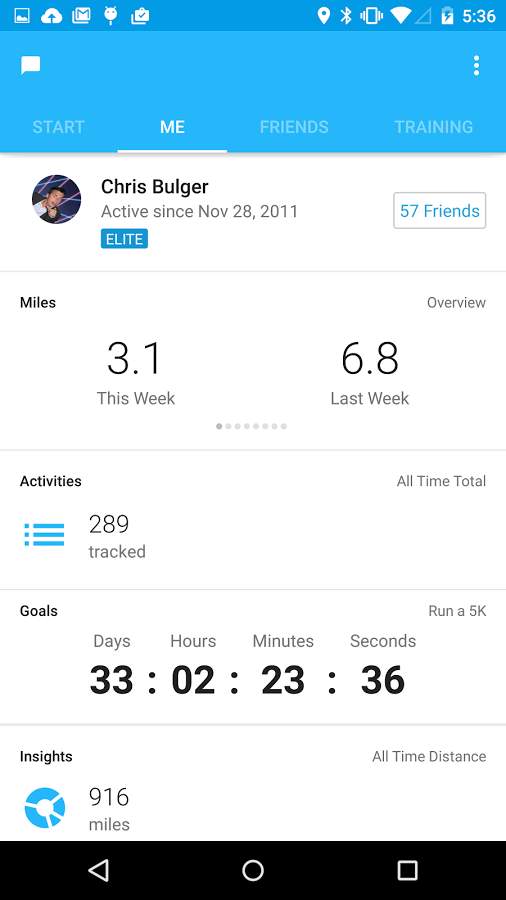 5:36
START ME FRIENDS TRAINING
Chris Bulger
Active since Nov 28, 2011
57 Friends
ELITE
Miles Overview
3.1 6.8
This Week Last Week
Activities All Time Total
289
tracked
Goals Run a 5K
Days Hours Minutes Seconds
33 : 02 : 23 : 36
Insights All Time Distance
916
miles